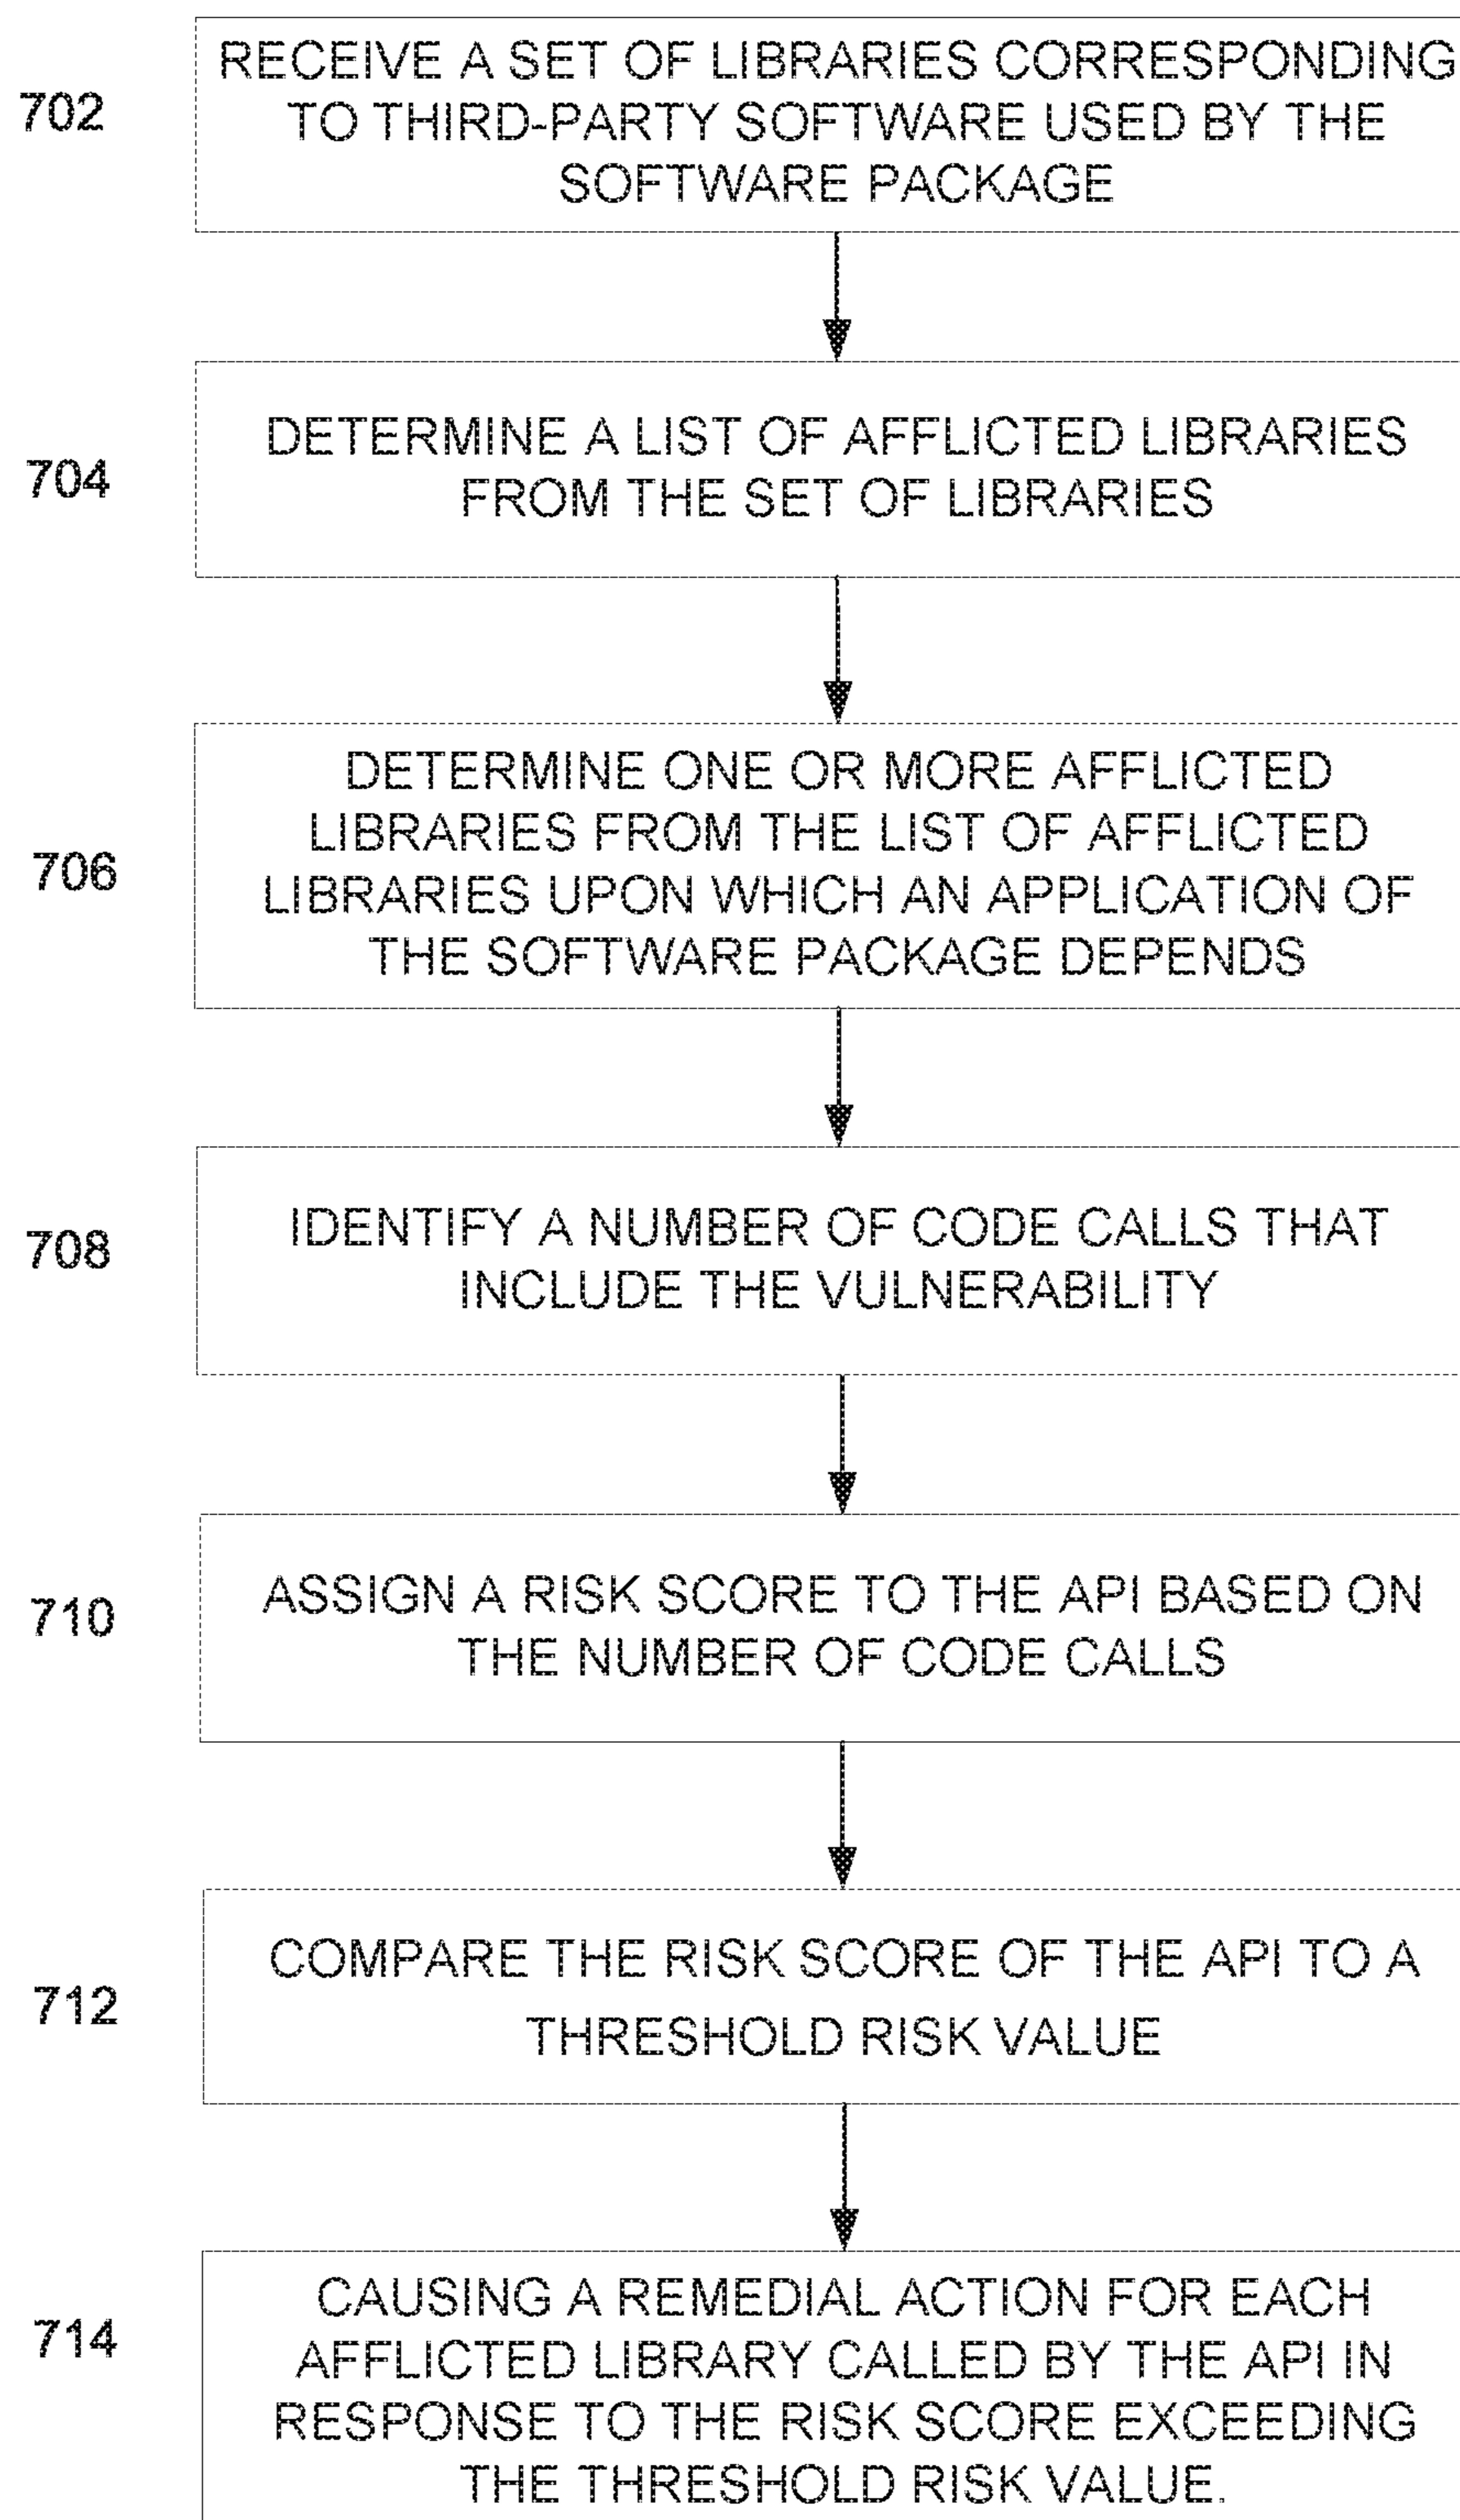 702
RECEIVE A SET OF LIBRARIES CORRESPONDING
TO THIRD-PARTY SOFTWARE USED BY THE
SOFTWARE PACKAGE
704
DETERMINE A LIST OF AFFLICTED LIBRARIES
FROM THE SET OF LIBRARIES
706
DETERMINE ONE OR MORE AFFLICTED
LIBRARIES FROM THE LIST OF AFFLICTED
LIBRARIES UPON WHICH AN APPLICATION OF
THE SOFTWARE PACKAGE DEPENDS
708
IDENTIFY A NUMBER OF CODE CALLS THAT
INCLUDE THE VULNERABILITY
710
ASSIGN A RISK SCORE TO THE API BASED ON
THE NUMBER OF CODE CALLS
712
COMPARE THE RISK SCORE OF THE API TO A
THRESHOLD RISK VALUE
714
CAUSING A REMEDIAL ACTION FOR EACH
AFFLICTED LIBRARY CALLED BY THE API IN
RESPONSE TO THE RISK SCORE EXCEEDING
THE THRESHOLD RISK VALUE.